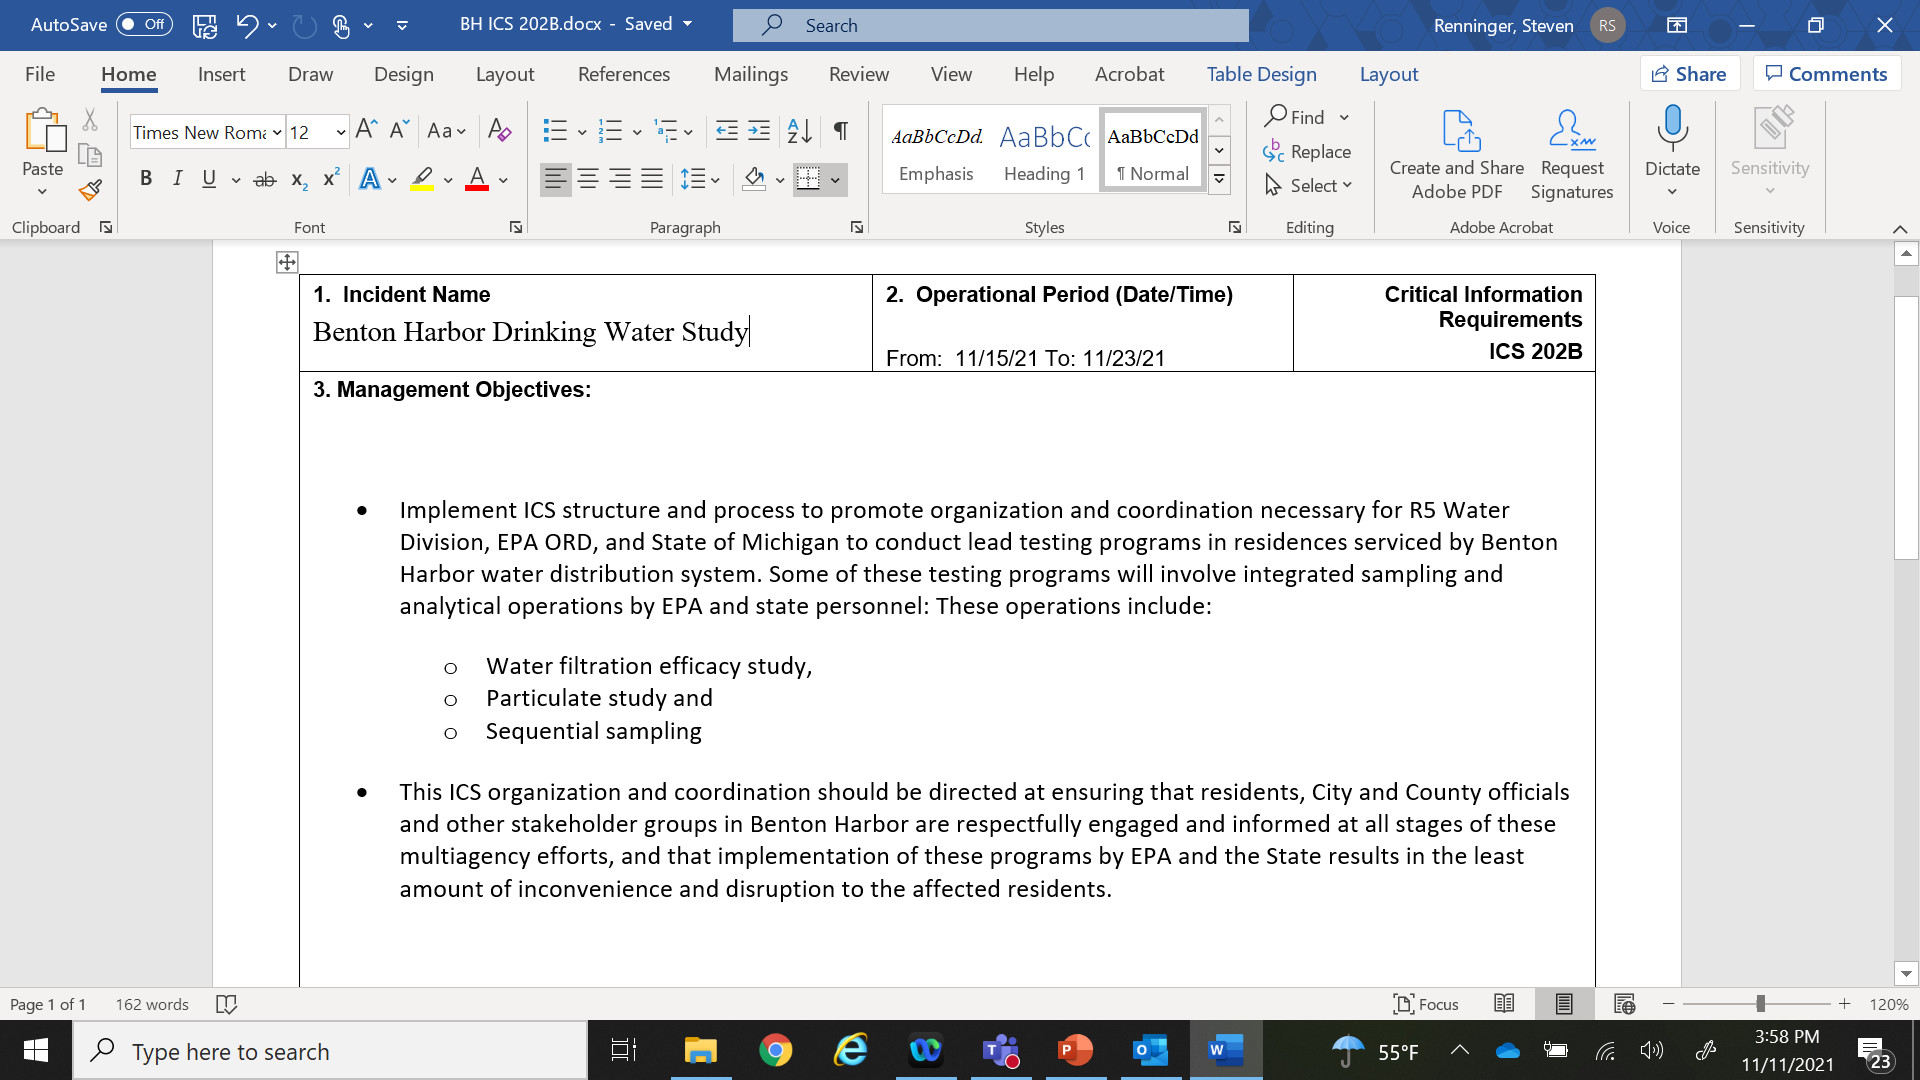 AutoSave Off BH ICS 202B.docx - Saved Search Renninger, Steven RS
File Home Insert Draw Design Layout References Mailings Review View Help Acrobat Table Design Layout Share Comments
Times New Roma 12 Aa
Paste
B I U ab x2 x2 A A
AaBbCcDd AaBbCc AaBbCcDd
Emphasis Heading 1 ¶ Normal
Find
Replace
Select
Create and Share
Adobe PDF
Request
Signatures
Dictate
Sensitivity
Clipboard Font Paragraph Styles Editing Adobe Acrobat Voice Sensitivity
1. Incident Name
Benton Harbor Drinking Water Study
2. Operational Period (Date/Time)
From: 11/15/21 To: 11/23/21
Critical Information
Requirements
ICS 202B
3. Management Objectives:
• Implement ICS structure and process to promote organization and coordination necessary for R5 Water
Division, EPA ORD, and State of Michigan to conduct lead testing programs in residences serviced by Benton
Harbor water distribution system. Some of these testing programs will involve integrated sampling and
analytical operations by EPA and state personnel: These operations include:
o Water filtration efficacy study,
o Particulate study and
o Sequential sampling
• This ICS organization and coordination should be directed at ensuring that residents, City and County officials
and other stakeholder groups in Benton Harbor are respectfully engaged and informed at all stages of these
multiagency efforts, and that implementation of these programs by EPA and the State results in the least
amount of inconvenience and disruption to the affected residents.
Page 1 of 1 162 words Focus 120%
Type here to search
55°F
3:58 PM
11/11/2021
23